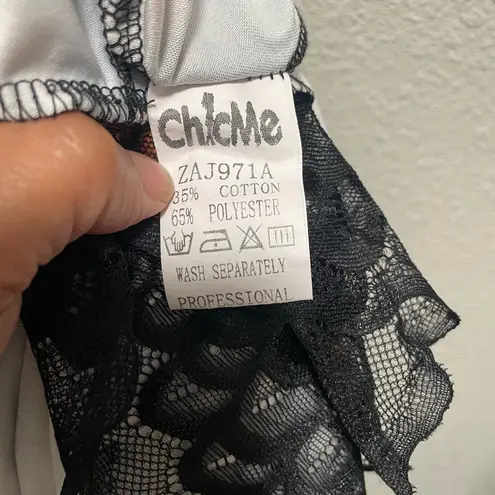 ChicMe
ZAJ971A
35% COTTON
65% POLYESTER
WASH SEPARATELY
PROFESSIONAL